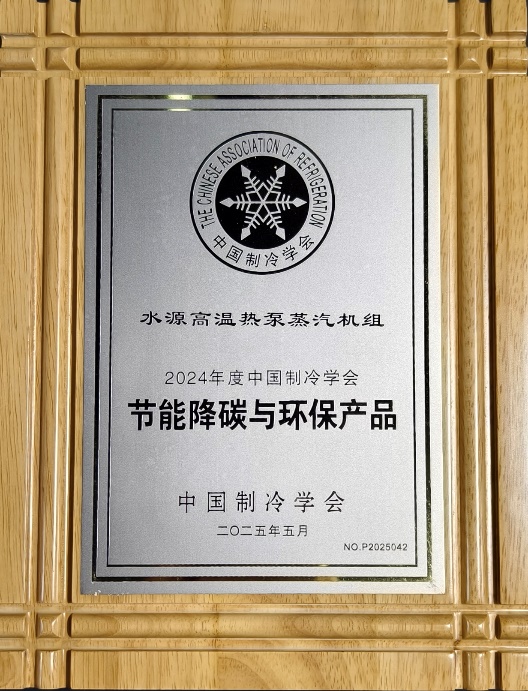 THE CHINESE ASSOCIATION OF REFRIGERATION
中国制冷学会
水源高温热泵蒸汽机组
2024年度中国制冷学会
节能降碳与环保产品
中国制冷学会
二〇二五年五月
NO.P2025042